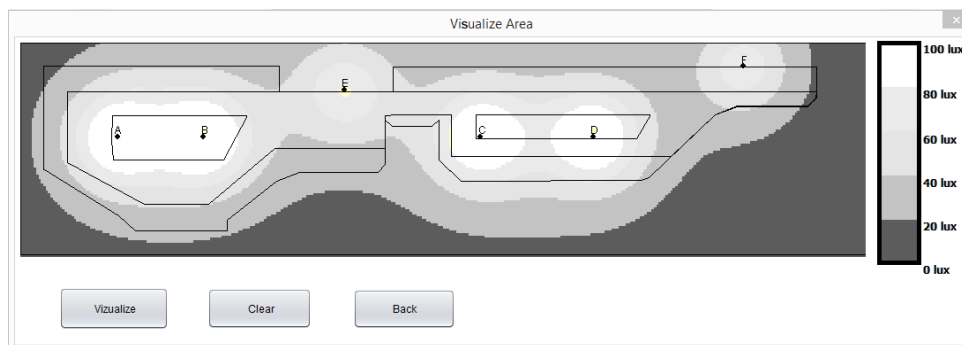 Visualize Area
×
100 lux
80 lux
60 lux
40 lux
20 lux
0 lux
F
E
A
B
C
D
Vizualize
Clear
Back